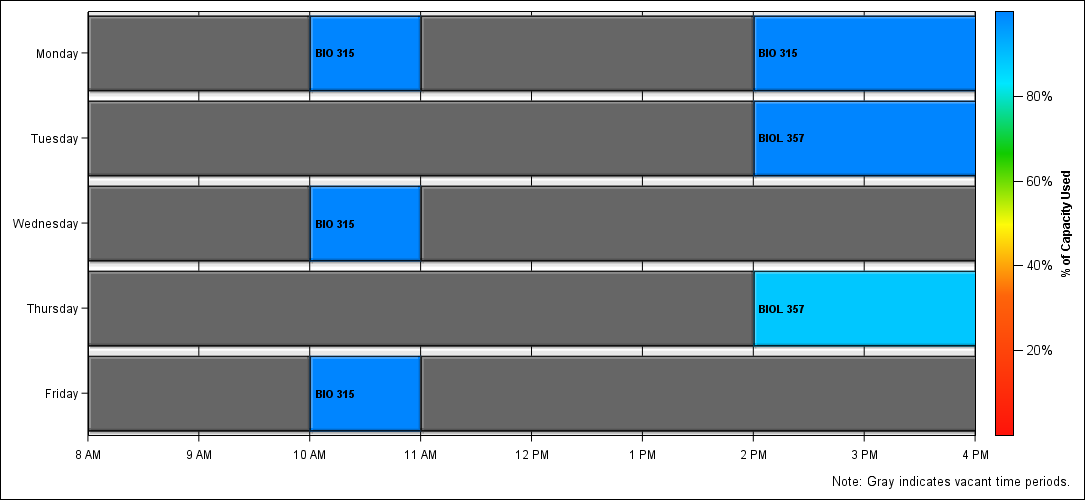 Monday
BIO 315
BIO 315
80%
Tuesday
BIOL 357
60%
Wednesday
BIO 315
% of Capacity Used
40%
Thursday
BIOL 357
20%
Friday
BIO 315
8 AM 9 AM 10 AM 11 AM 12 PM 1 PM 2 PM 3 PM 4 PM
Note: Gray indicates vacant time periods.